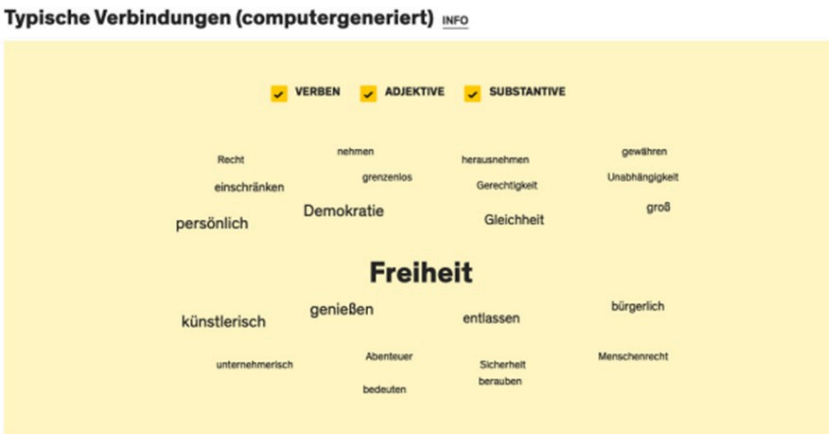 Typische Verbindungen (computergeneriert) INFO
VERBEN ADJEKTIVE SUBSTANTIVE
Recht nehmen herausnehmen gewähren
einschränken grenzenlos Gerechtigkeit Unabhängigkeit
persönlich Demokratie Gleichheit groß
Freiheit
künstlerisch genießen entlassen bürgerlich
unternehmerisch Abenteuer Sicherheit Menschenrecht
bedeuten berauben